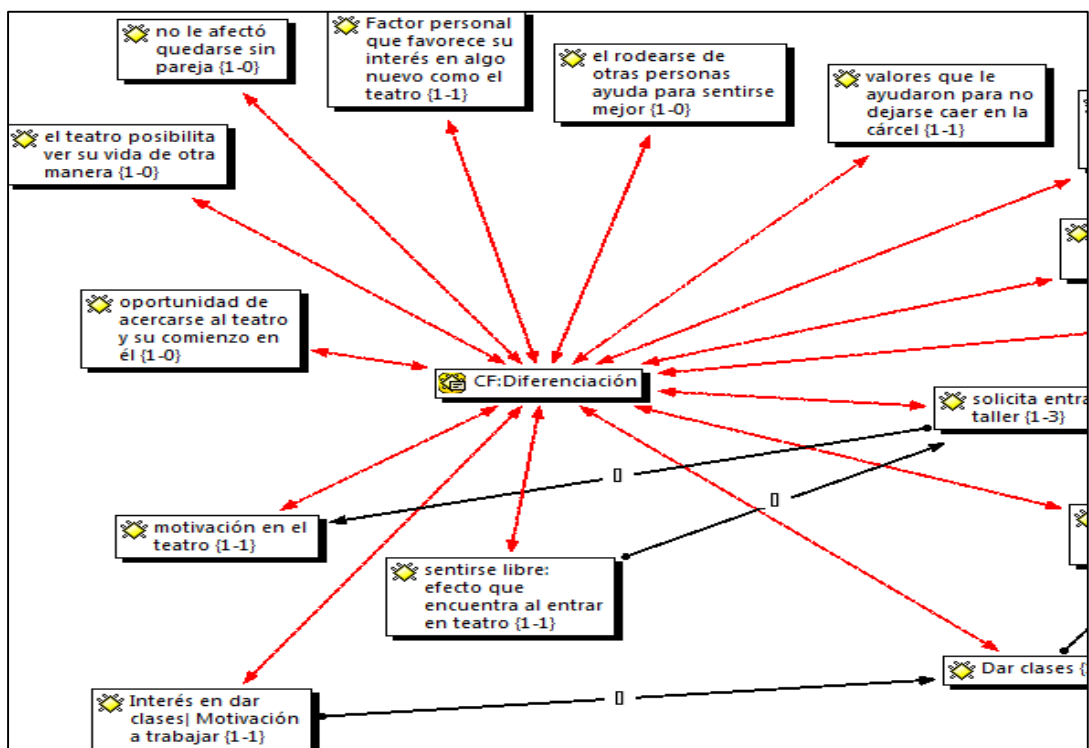 no le afectó
quedarse sin
pareja {1-0}
Factor personal
que favorece su
interés en algo
nuevo como el
teatro {1-1}
el rodearse de
otras personas
ayuda para sentirse
mejor {1-0}
valores que le
ayudaron para no
dejarse caer en la
cárcel {1-1}
el teatro posibilita
ver su vida de otra
manera {1-0}
oportunidad de
acercarse al teatro
y su comienzo en
él {1-0}
CF:Diferenciación
solicita entra
taller {1-3}
[]
[]
motivación en el
teatro {1-1}
sentirse libre:
efecto que
encuentra al entrar
en teatro {1-1}
Dar clases {
Interés en dar
clases| Motivación
a trabajar {1-1}
[]